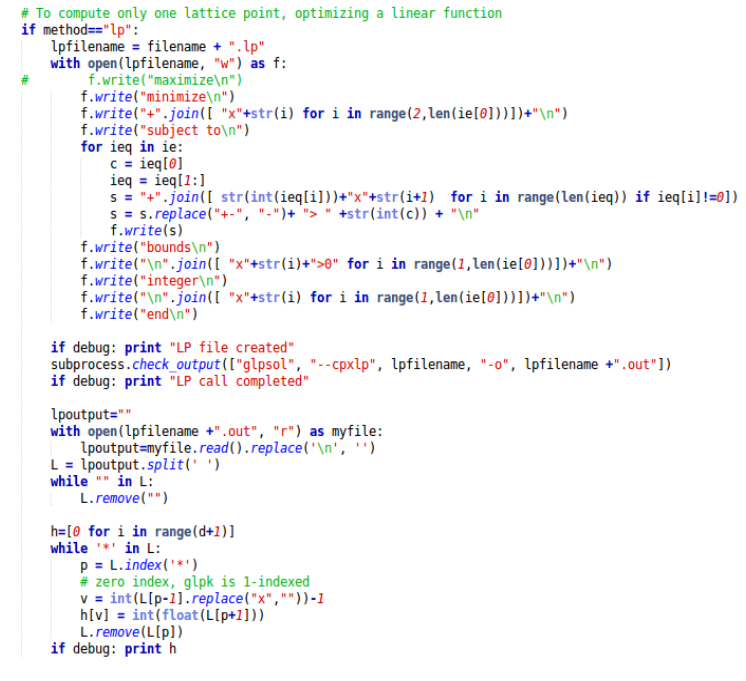 # To compute only one lattice point, optimizing a linear function
if method=="lp":
    lpfilename = filename + ".lp"
    with open(lpfilename, "w") as f:
#        f.write("maximize\n")
        f.write("minimize\n")
        f.write("+".join([ "x"+str(i) for i in range(2,len(ie[0]))])+"\n")
        f.write("subject to\n")
        for ieq in ie:
            c = ieq[0]
            ieq = ieq[1:]
            s = "+".join([ str(int(ieq[i]))+"x"+str(i+1)  for i in range(len(ieq)) if ieq[i]!=0])
            s = s.replace("+-", "-")+ "> " +str(int(c)) + "\n"
            f.write(s)
        f.write("bounds\n")
        f.write("\n".join([ "x"+str(i)+">0" for i in range(1,len(ie[0]))])+"\n")
        f.write("integer\n")
        f.write("\n".join([ "x"+str(i) for i in range(1,len(ie[0]))])+"\n")
        f.write("end\n")

    if debug: print "LP file created"
    subprocess.check_output(["glpsol", "--cpxlp", lpfilename, "-o", lpfilename +".out"])
    if debug: print "LP call completed"

    lpoutput=""
    with open(lpfilename +".out", "r") as myfile:
        lpoutput=myfile.read().replace('\n', '')
    L = lpoutput.split(' ')
    while "" in L:
        L.remove("")

    h=[0 for i in range(d+1)]
    while '*' in L:
        p = L.index('*')
        # zero index, glpk is 1-indexed
        v = int(L[p-1].replace("x",""))-1
        h[v] = int(float(L[p+1]))
        L.remove(L[p])
    if debug: print h